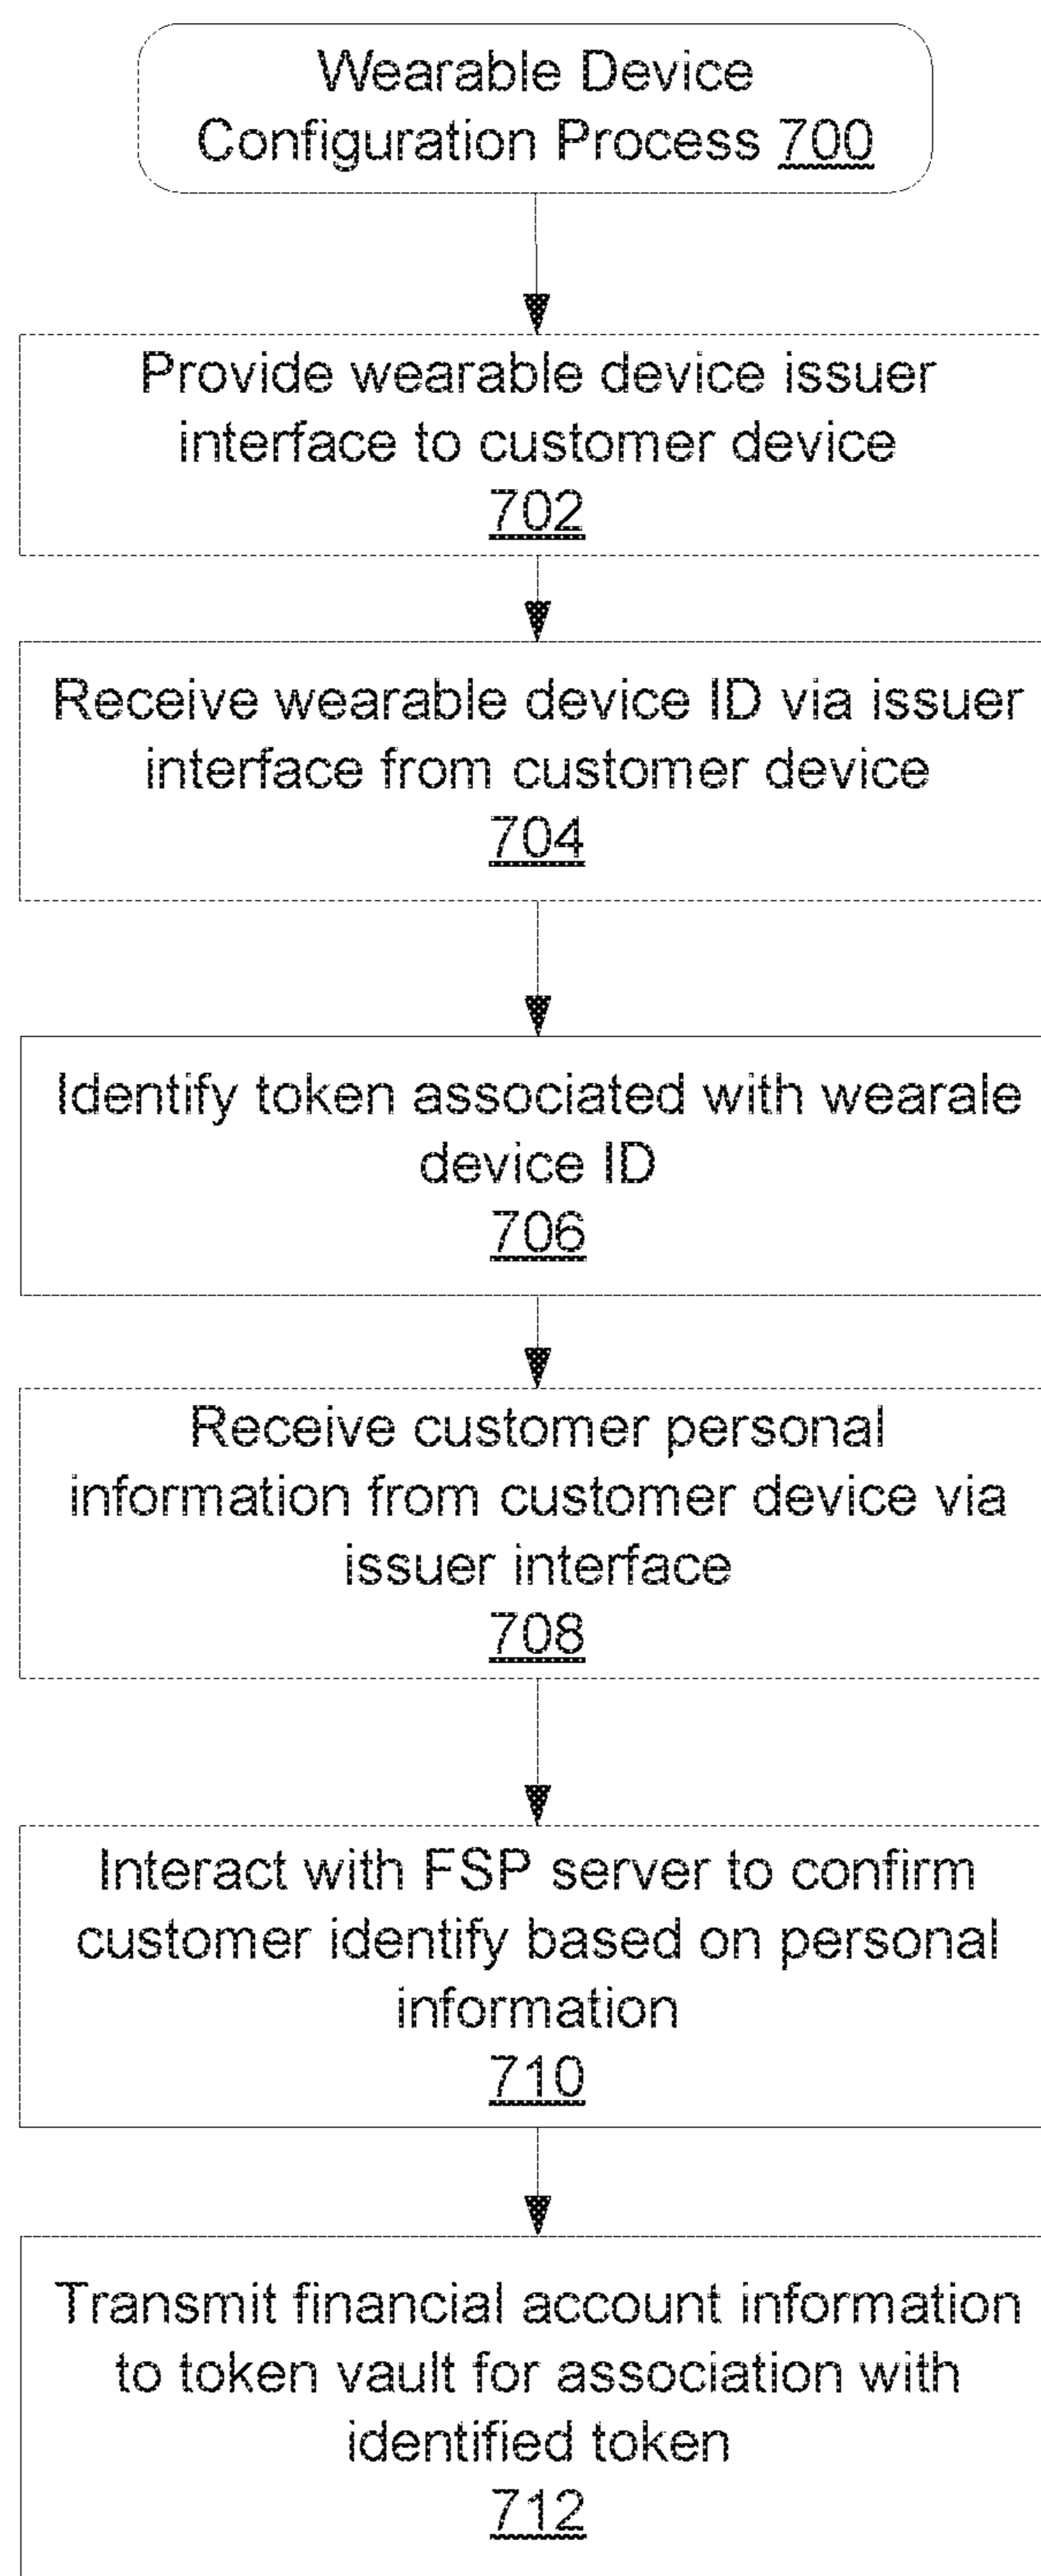 Wearable Device
Configuration Process 700
Provide wearable device issuer
interface to customer device
702
Receive wearable device ID via issuer
interface from customer device
704
Identify token associated with wearale
device ID
706
Receive customer personal
information from customer device via
issuer interface
708
Interact with FSP server to confirm
customer identify based on personal
information
710
Transmit financial account information
to token vault for association with
identified token
712